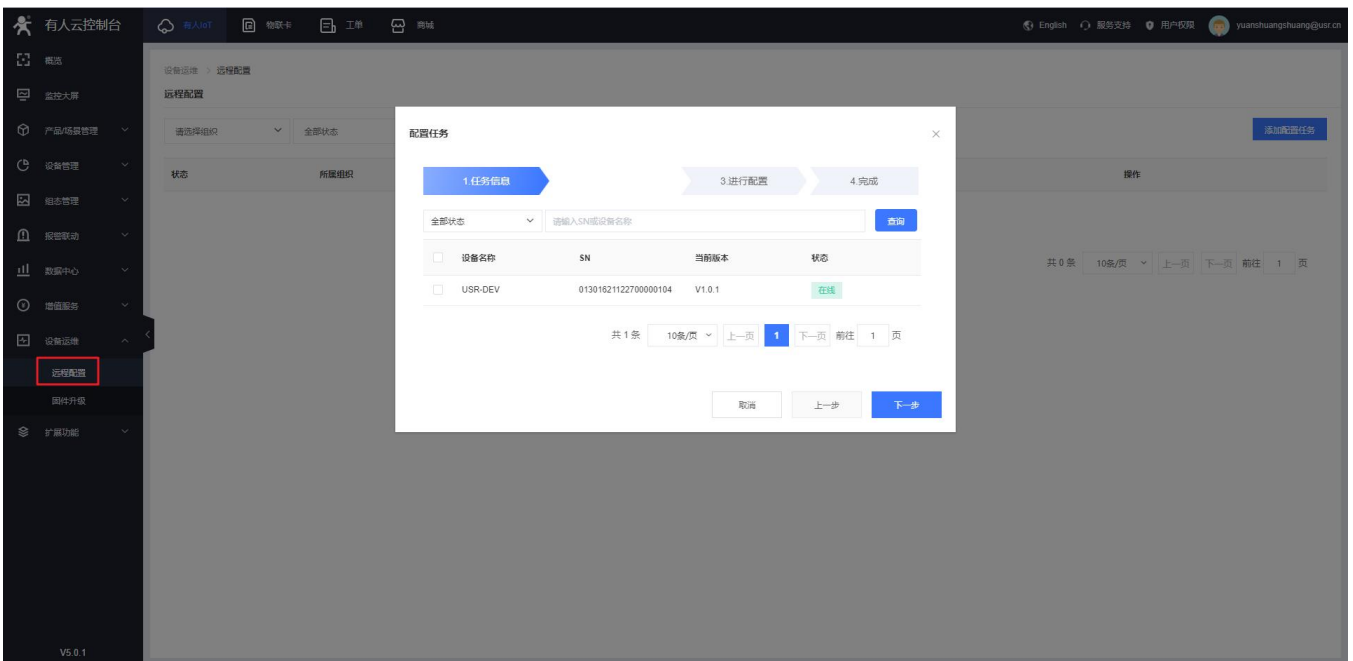 有人云控制台
有人IoT
物联卡
工单
商城
English
服务支持
用户权限
yuanshuangshuang@usr.cn
概览
监控大屏
产品/场景管理
设备管理
组态管理
报警联动
数据中心
增值服务
设备运维
远程配置
固件升级
扩展功能
V5.0.1
设备运维 > 远程配置
远程配置
请选择组织
全部状态
添加配置任务
状态
所属组织
操作
共 0 条 10条/页 上一页 下一页 前往 1 页
配置任务
1.任务信息
3.进行配置
4.完成
全部状态
请输入SN或设备名称
查询
设备名称 SN 当前版本 状态
USR-DEV 01301621122700000104 V1.0.1 在线
共 1 条 10条/页 上一页 1 下一页 前往 1 页
取消
上一步
下一步